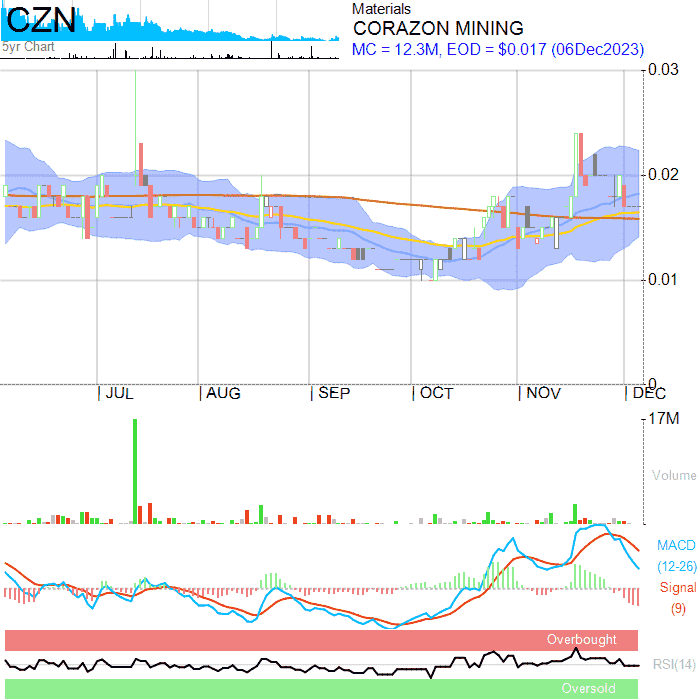 CZN
5yr Chart
Materials
CORAZON MINING
MC = 12.3M, EOD = $0.017 (06Dec2023)
0.03
0.02
0.01
0
JUL AUG SEP OCT NOV DEC
17M
Volume
MACD
(12-26)
Signal
(9)
Overbought
RSI(14)
Oversold